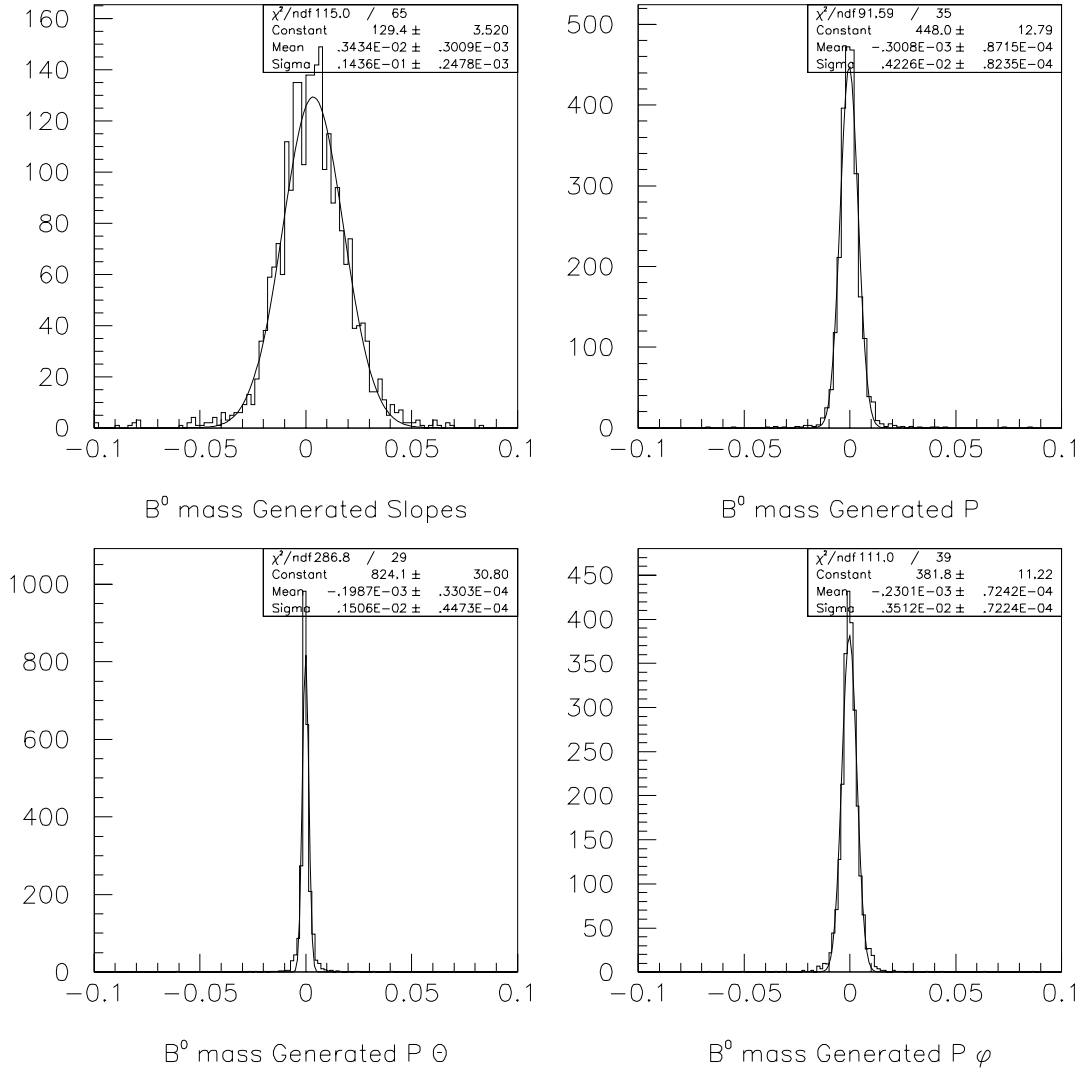 χ²/ndf 115.0 / 65
Constant 129.4 ± 3.520
Mean .3434E-02 ± .3009E-03
Sigma .1436E-01 ± .2478E-03
160
140
120
100
80
60
40
20
0
-0.1 -0.05 0 0.05 0.1
B⁰ mass Generated Slopes
χ²/ndf 91.59 / 35
Constant 448.0 ± 12.79
Mean -.3008E-03 ± .8715E-04
Sigma .4226E-02 ± .8235E-04
500
400
300
200
100
0
-0.1 -0.05 0 0.05 0.1
B⁰ mass Generated P
χ²/ndf 286.8 / 29
Constant 824.1 ± 30.80
Mean -.1987E-03 ± .3303E-04
Sigma .1506E-02 ± .4473E-04
1000
800
600
400
200
0
-0.1 -0.05 0 0.05 0.1
B⁰ mass Generated P Θ
χ²/ndf 111.0 / 39
Constant 381.8 ± 11.22
Mean -.2301E-03 ± .7242E-04
Sigma .3512E-02 ± .7224E-04
450
400
350
300
250
200
150
100
50
0
-0.1 -0.05 0 0.05 0.1
B⁰ mass Generated P φ